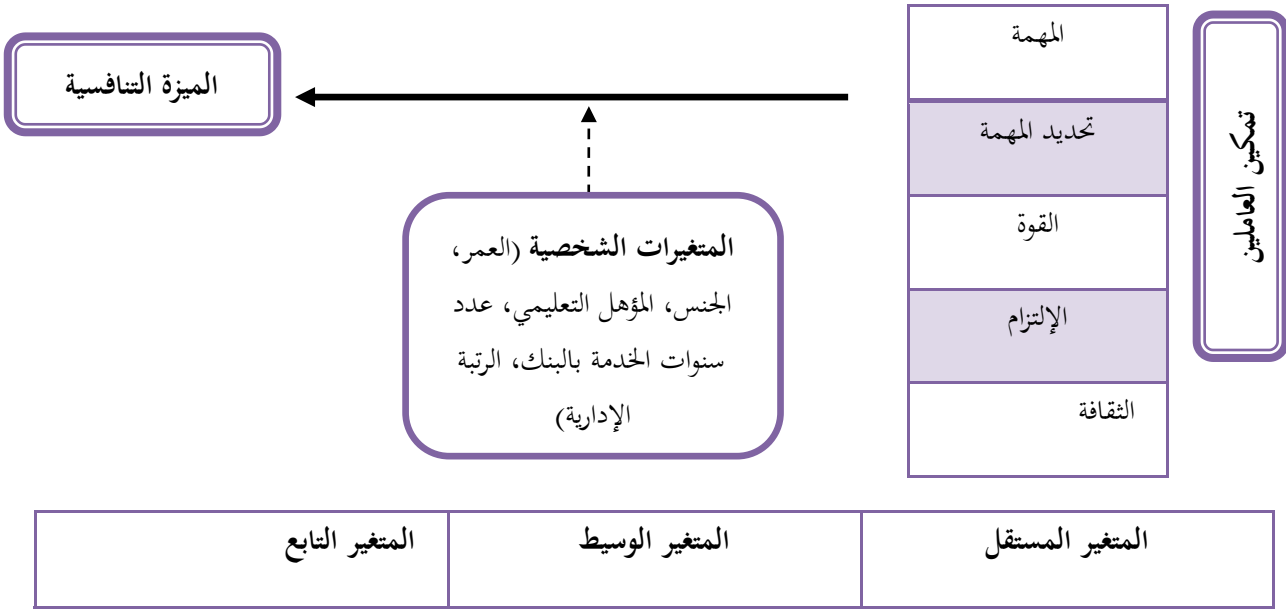 تمكين العاملين
المهمة
تحديد المهمة
القوة
الإلتزام
الثقافة
الميزة التنافسية
المتغيرات الشخصية (العمر،
الجنس، المؤهل التعليمي، عدد
سنوات الخدمة بالبنك، الرتبة
الإدارية)
المتغير المستقل
المتغير الوسيط
المتغير التابع